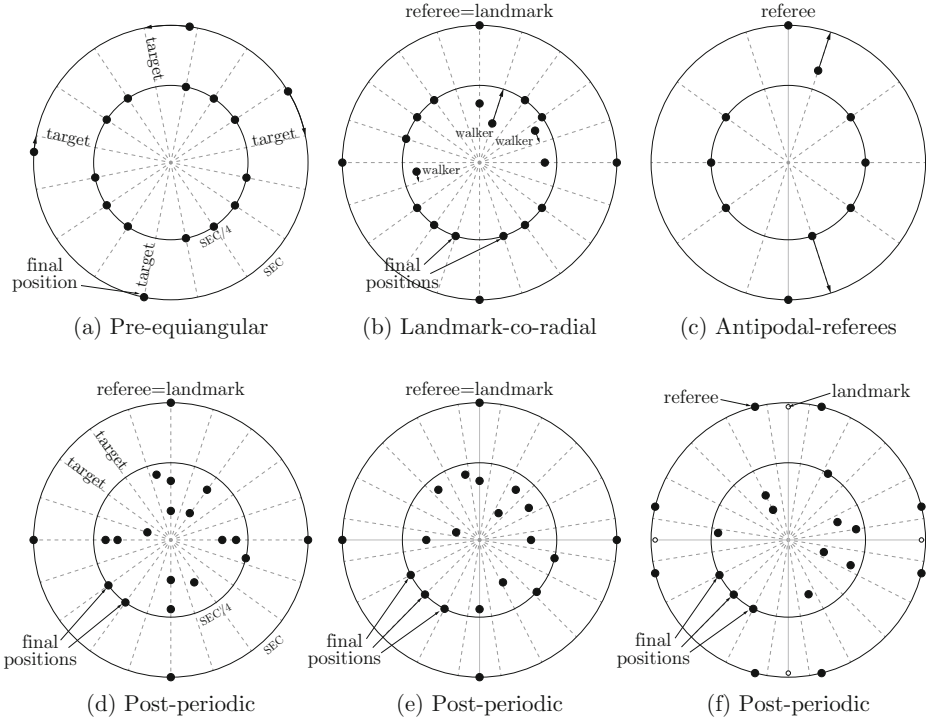 target
target
target
SEC/4
SEC
target
final
position
(a) Pre-equiangular
referee=landmark
walker
walker
walker
final
positions
(b) Landmark-co-radial
referee
(c) Antipodal-referees
referee=landmark
target
target
SEC/4
SEC
final
positions
(d) Post-periodic
referee=landmark
final
positions
(e) Post-periodic
referee
landmark
final
positions
(f) Post-periodic